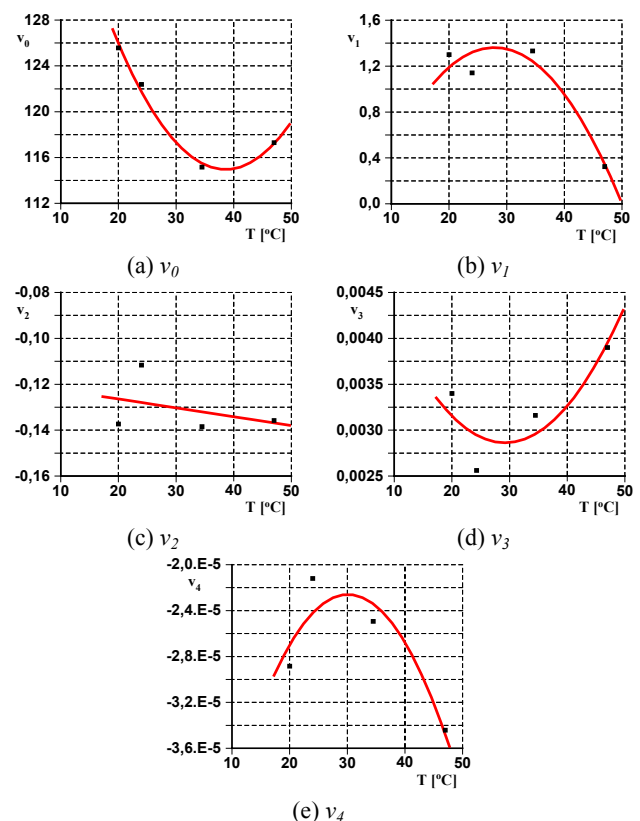 128
v0
124
120
116
112
10 20 30 40 50
T [ºC]
(a) v0
1,6
v1
1,2
0,8
0,4
0,0
10 20 30 40 50
T [ºC]
(b) v1
-0,08
v2
-0,10
-0,12
-0,14
-0,16
10 20 30 40 50
T [ºC]
(c) v2
0,0045
v3
0,0040
0,0035
0,0030
0,0025
10 20 30 40 50
T [ºC]
(d) v3
-2,0.E-5
v4
-2,4.E-5
-2,8.E-5
-3,2.E-5
-3,6.E-5
10 20 30 40 50
T [ºC]
(e) v4